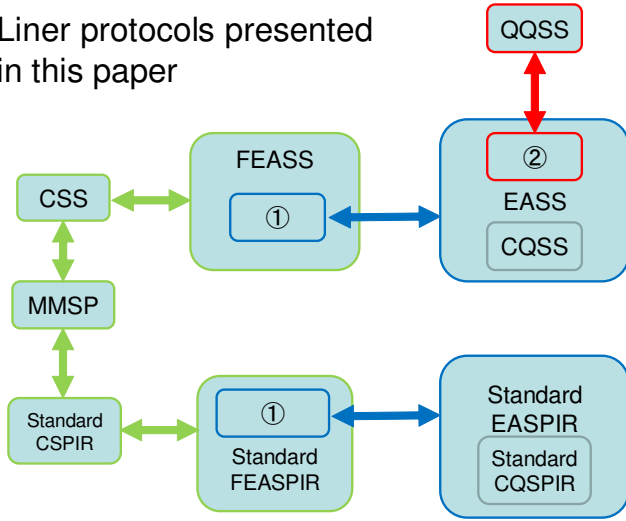 Liner protocols presented
in this paper
QQSS
FEASS
①
②
EASS
CQSS
CSS
MMSP
Standard
CSPIR
①
Standard
FEASPIR
Standard
EASPIR
Standard
CQSPIR